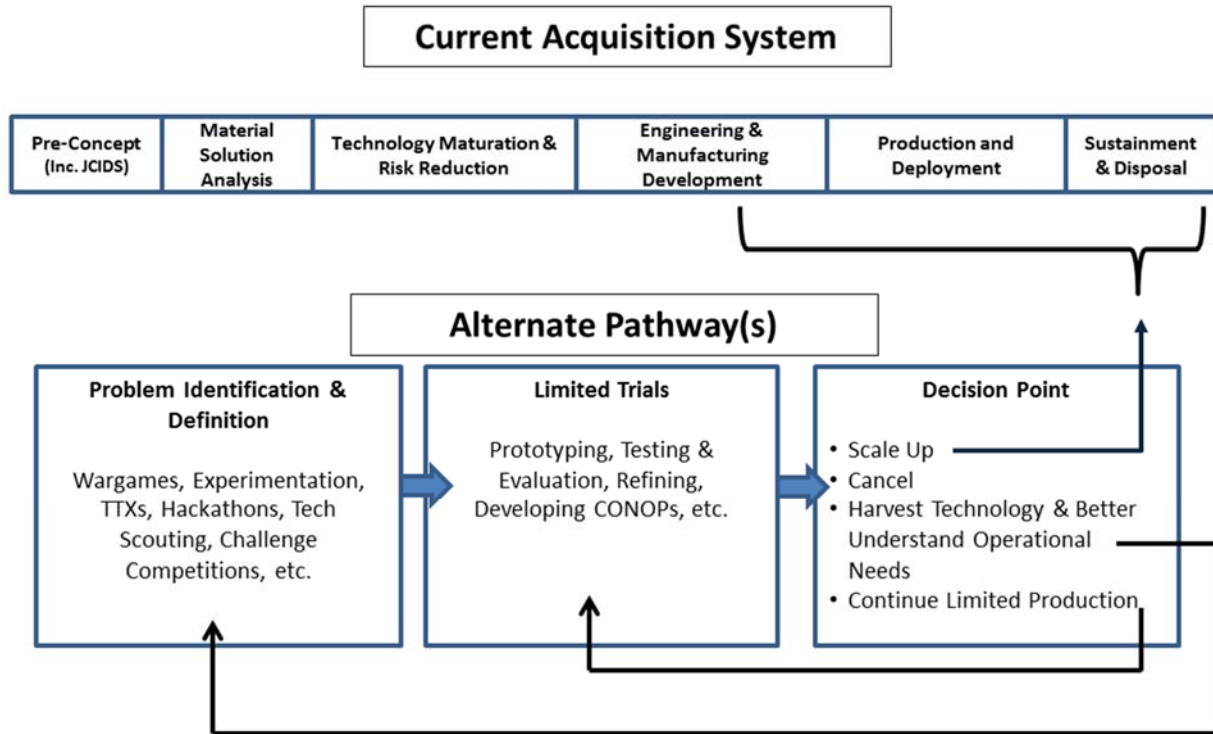 Current Acquisition System
Pre-Concept
(Inc. JCIDS)
Material
Solution
Analysis
Technology Maturation &
Risk Reduction
Engineering &
Manufacturing
Development
Production and
Deployment
Sustainment
& Disposal
Alternate Pathway(s)
Problem Identification &
Definition
Wargames, Experimentation,
TTXs, Hackathons, Tech
Scouting, Challenge
Competitions, etc.
Limited Trials
Prototyping, Testing &
Evaluation, Refining,
Developing CONOPs, etc.
Decision Point
• Scale Up
• Cancel
• Harvest Technology & Better
Understand Operational
Needs
• Continue Limited Production